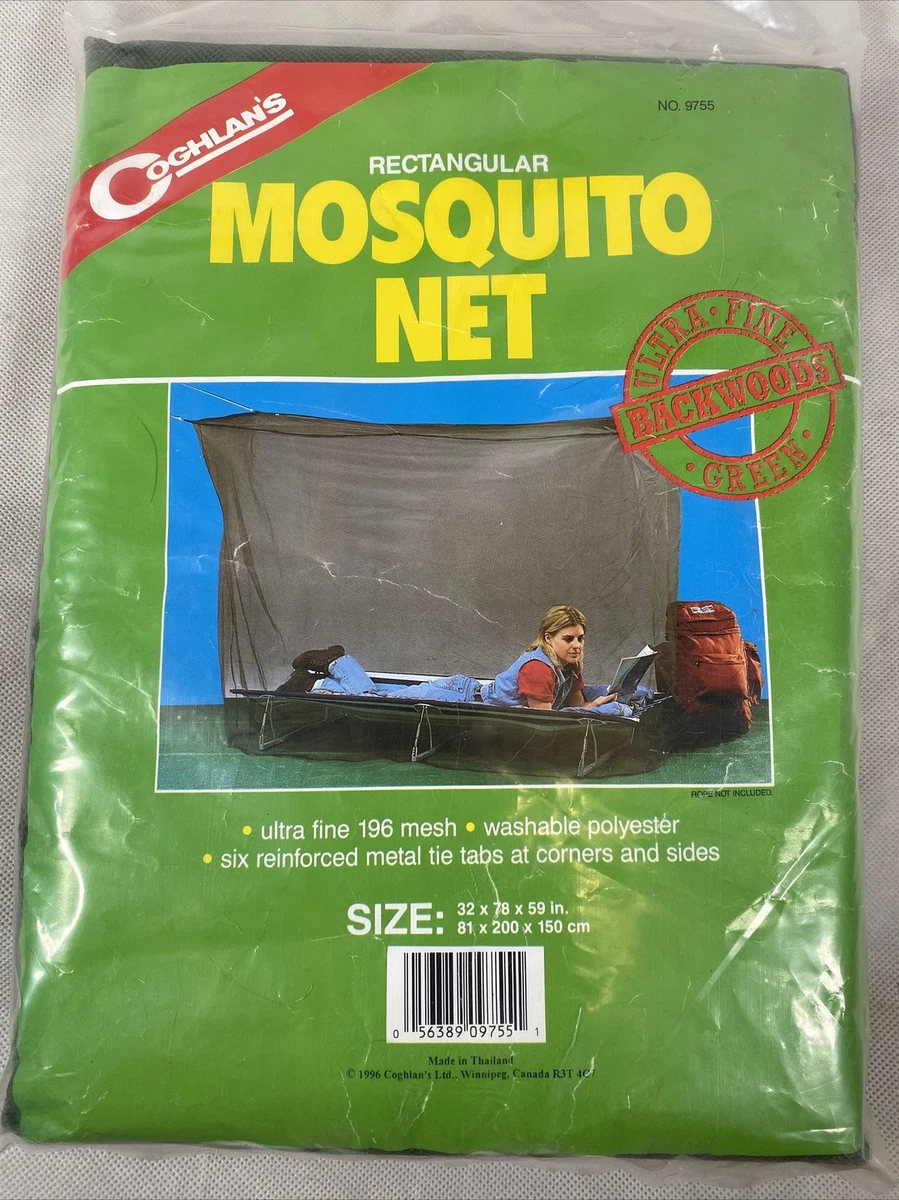 COGHLAN'S
NO. 9755
RECTANGULAR
MOSQUITO
NET
ULTRA • FINE
BACKWOODS
• GREEN •
ROPE NOT INCLUDED.
• ultra fine 196 mesh • washable polyester
• six reinforced metal tie tabs at corners and sides
SIZE: 32 x 78 x 59 in.
81 x 200 x 150 cm
0 56389 09755 1
Made in Thailand
© 1996 Coghlan's Ltd., Winnipeg, Canada R3T 4C7